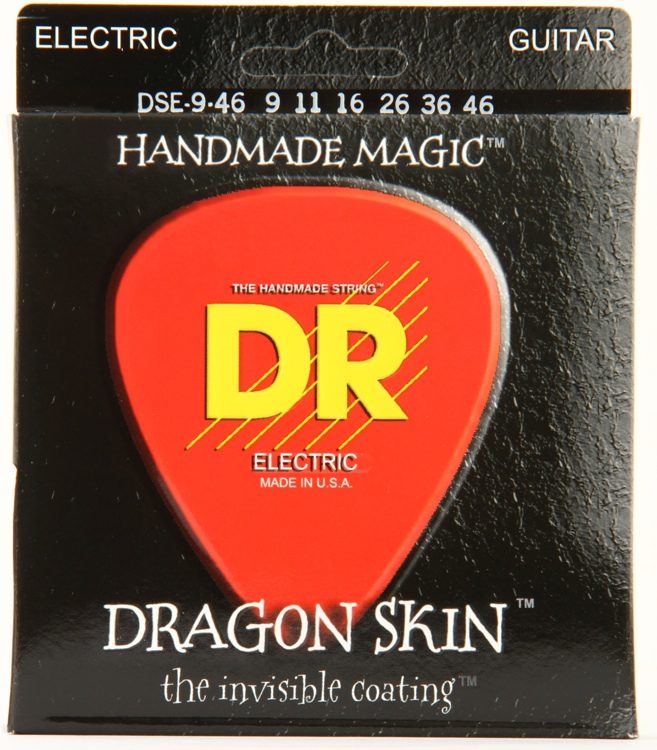 ELECTRIC GUITAR
DSE-9-46 9 11 16 26 36 46
HANDMADE MAGIC™
THE HANDMADE STRING™
DR
ELECTRIC
MADE IN U.S.A.
DRAGON SKIN™
the invisible coating™